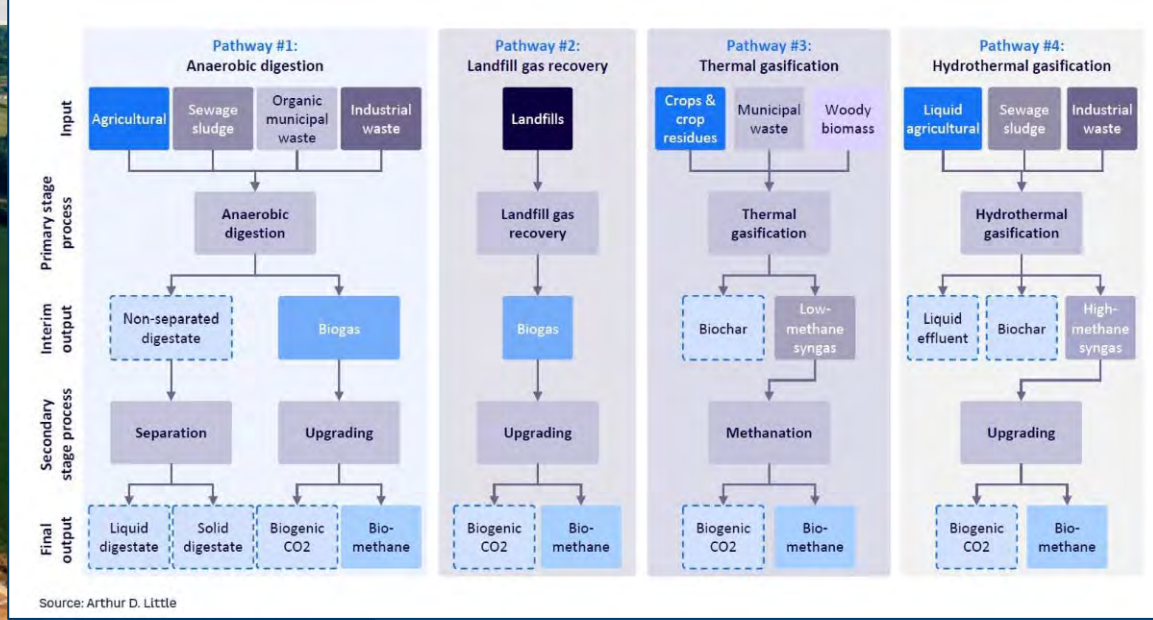 Pathway #1:
Anaerobic digestion
Pathway #2:
Landfill gas recovery
Pathway #3:
Thermal gasification
Pathway #4:
Hydrothermal gasification
Input
Agricultural
Sewage
sludge
Organic
municipal
waste
Industrial
waste
Landfills
Crops &
crop
residues
Municipal
waste
Woody
biomass
Liquid
agricultural
Sewage
sludge
Industrial
waste
Primary stage
process
Anaerobic
digestion
Landfill gas
recovery
Thermal
gasification
Hydrothermal
gasification
Interim
output
Non-separated
digestate
Biogas
Biogas
Biochar
Low-
methane
syngas
Liquid
effluent
Biochar
High-
methane
syngas
Secondary
stage process
Separation
Upgrading
Upgrading
Methanation
Upgrading
Final
output
Liquid
digestate
Solid
digestate
Biogenic
CO2
Bio-
methane
Biogenic
CO2
Bio-
methane
Biogenic
CO2
Bio-
methane
Biogenic
CO2
Bio-
methane
Source: Arthur D. Little